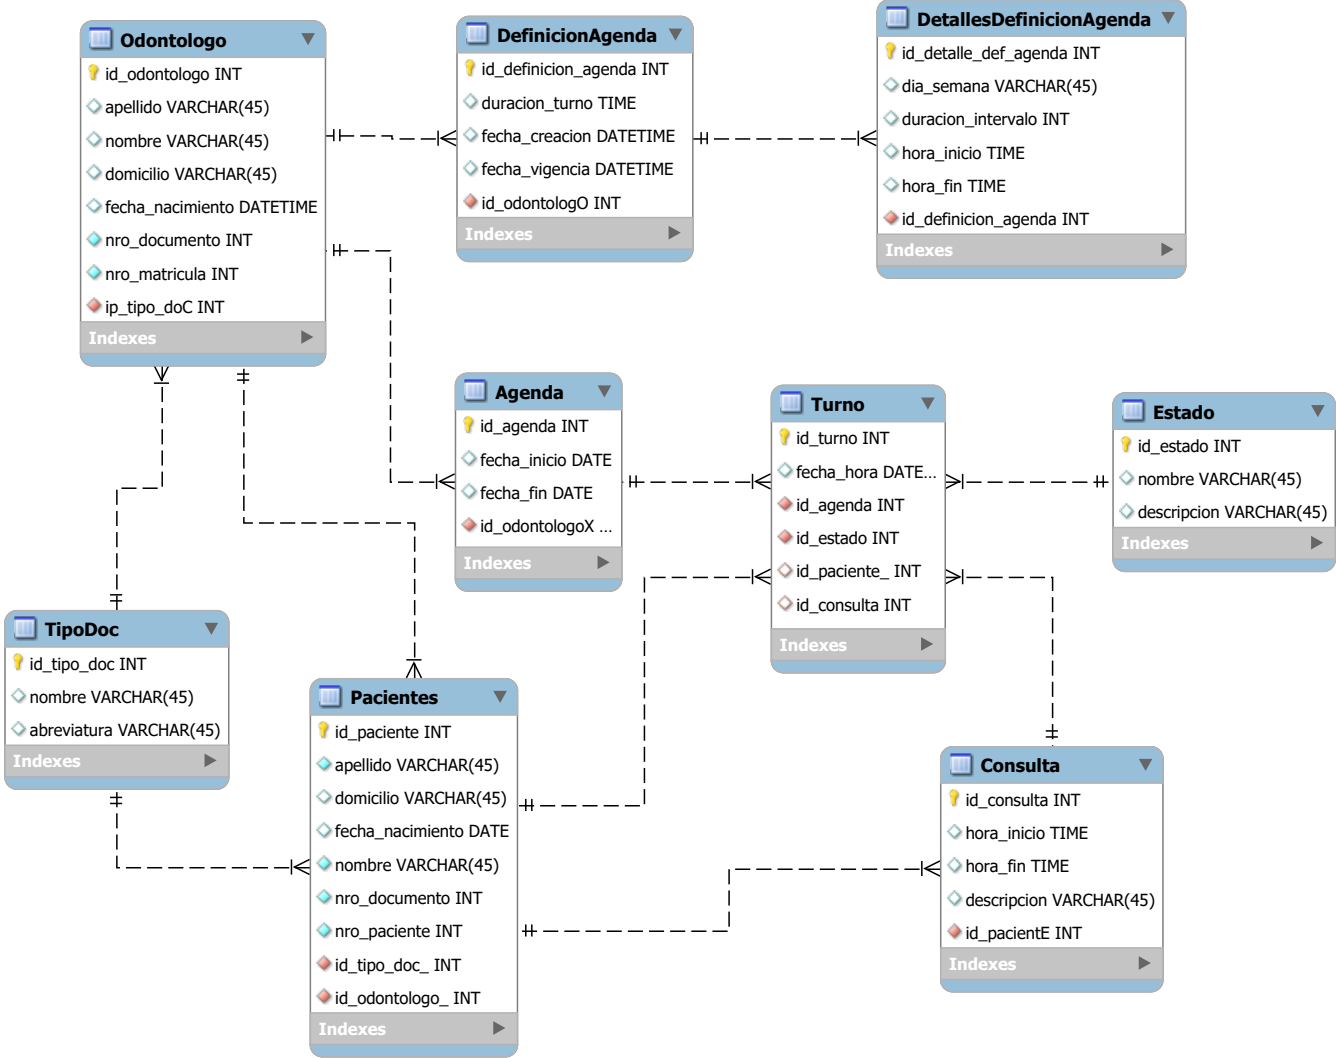 Odontologo
id_odontologo INT
apellido VARCHAR(45)
nombre VARCHAR(45)
domicilio VARCHAR(45)
fecha_nacimiento DATETIME
nro_documento INT
nro_matricula INT
ip_tipo_doC INT
Indexes
DefinicionAgenda
id_definicion_agenda INT
duracion_turno TIME
fecha_creacion DATETIME
fecha_vigencia DATETIME
id_odontologO INT
Indexes
DetallesDefinicionAgenda
id_detalle_def_agenda INT
dia_semana VARCHAR(45)
duracion_intervalo INT
hora_inicio TIME
hora_fin TIME
id_definicion_agenda INT
Indexes
Agenda
id_agenda INT
fecha_inicio DATE
fecha_fin DATE
id_odontologoX ...
Indexes
Turno
id_turno INT
fecha_hora DATE...
id_agenda INT
id_estado INT
id_paciente_ INT
id_consulta INT
Indexes
Estado
id_estado INT
nombre VARCHAR(45)
descripcion VARCHAR(45)
Indexes
TipoDoc
id_tipo_doc INT
nombre VARCHAR(45)
abreviatura VARCHAR(45)
Indexes
Pacientes
id_paciente INT
apellido VARCHAR(45)
domicilio VARCHAR(45)
fecha_nacimiento DATE
nombre VARCHAR(45)
nro_documento INT
nro_paciente INT
id_tipo_doc_ INT
id_odontologo_ INT
Indexes
Consulta
id_consulta INT
hora_inicio TIME
hora_fin TIME
descripcion VARCHAR(45)
id_pacientE INT
Indexes